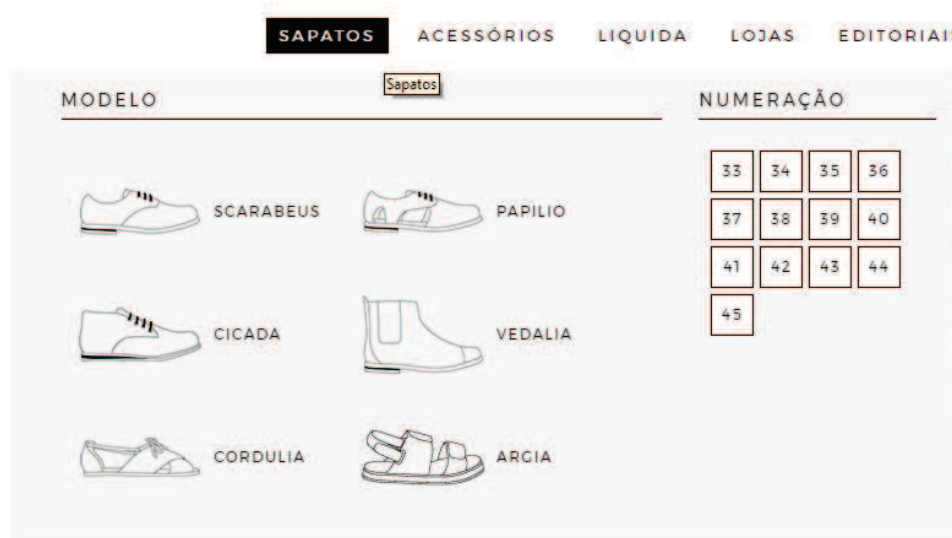 SAPATOS ACESSÓRIOS LIQUIDA LOJAS EDITORIAIS
Sapatos
MODELO
SCARABEUS PAPILIO
CICADA VEDALIA
CORDULIA ARGIA
NUMERAÇÃO
33 34 35 36
37 38 39 40
41 42 43 44
45